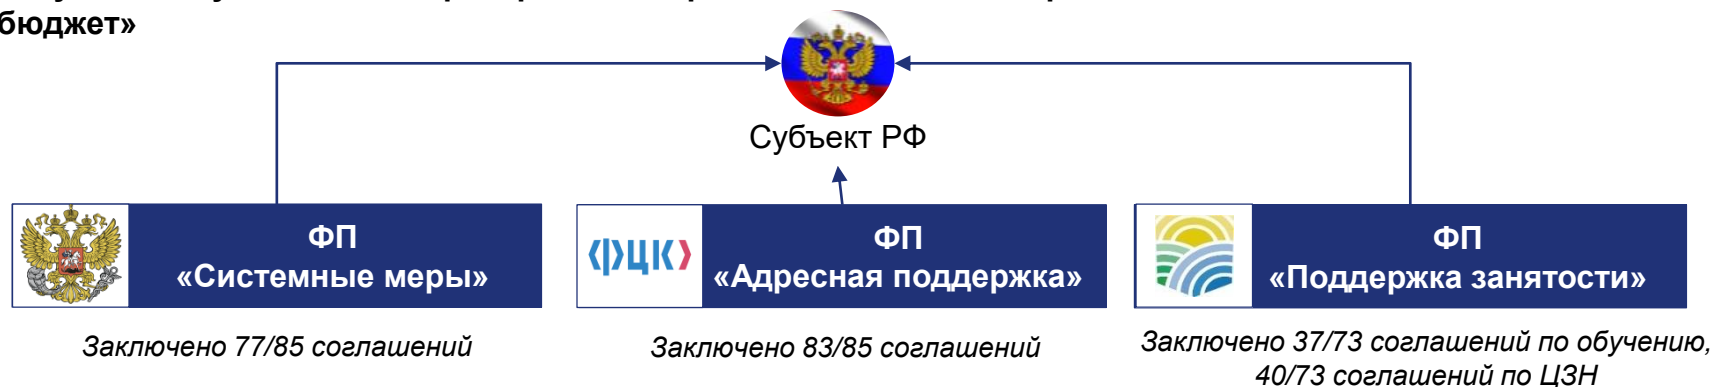 бюджет»
Субъект РФ
ФП
«Системные меры»
ФЦК
ФП
«Адресная поддержка»
ФП
«Поддержка занятости»
Заключено 77/85 соглашений
Заключено 83/85 соглашений
Заключено 37/73 соглашений по обучению,
40/73 соглашений по ЦЗН